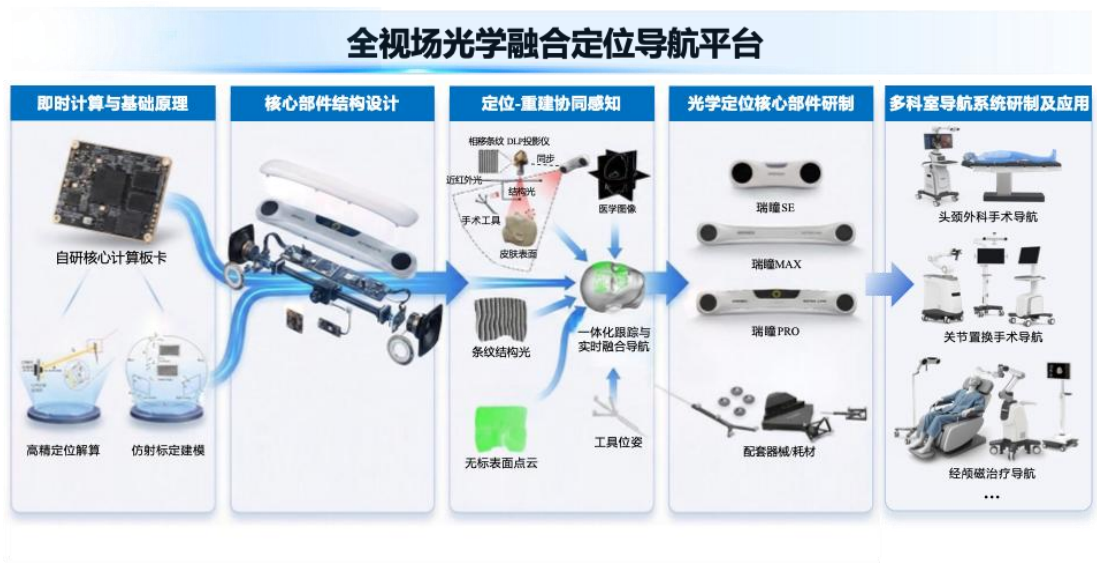 全视场光学融合定位导航平台
即时计算与基础原理
自研核心计算板卡
高精定位解算
仿射标定建模
核心部件结构设计
定位-重建协同感知
相移条纹 DLP投影仪
同步
近红外光
结构光
手术工具
皮肤表面
医学图像
条纹结构光
一体化跟踪与
实时融合导航
无标表面点云
工具位姿
光学定位核心部件研制
瑞瞳SE
瑞瞳MAX
瑞瞳PRO
配套器械/耗材
多科室导航系统研制及应用
头颈外科手术导航
关节置换手术导航
经颅磁治疗导航
...